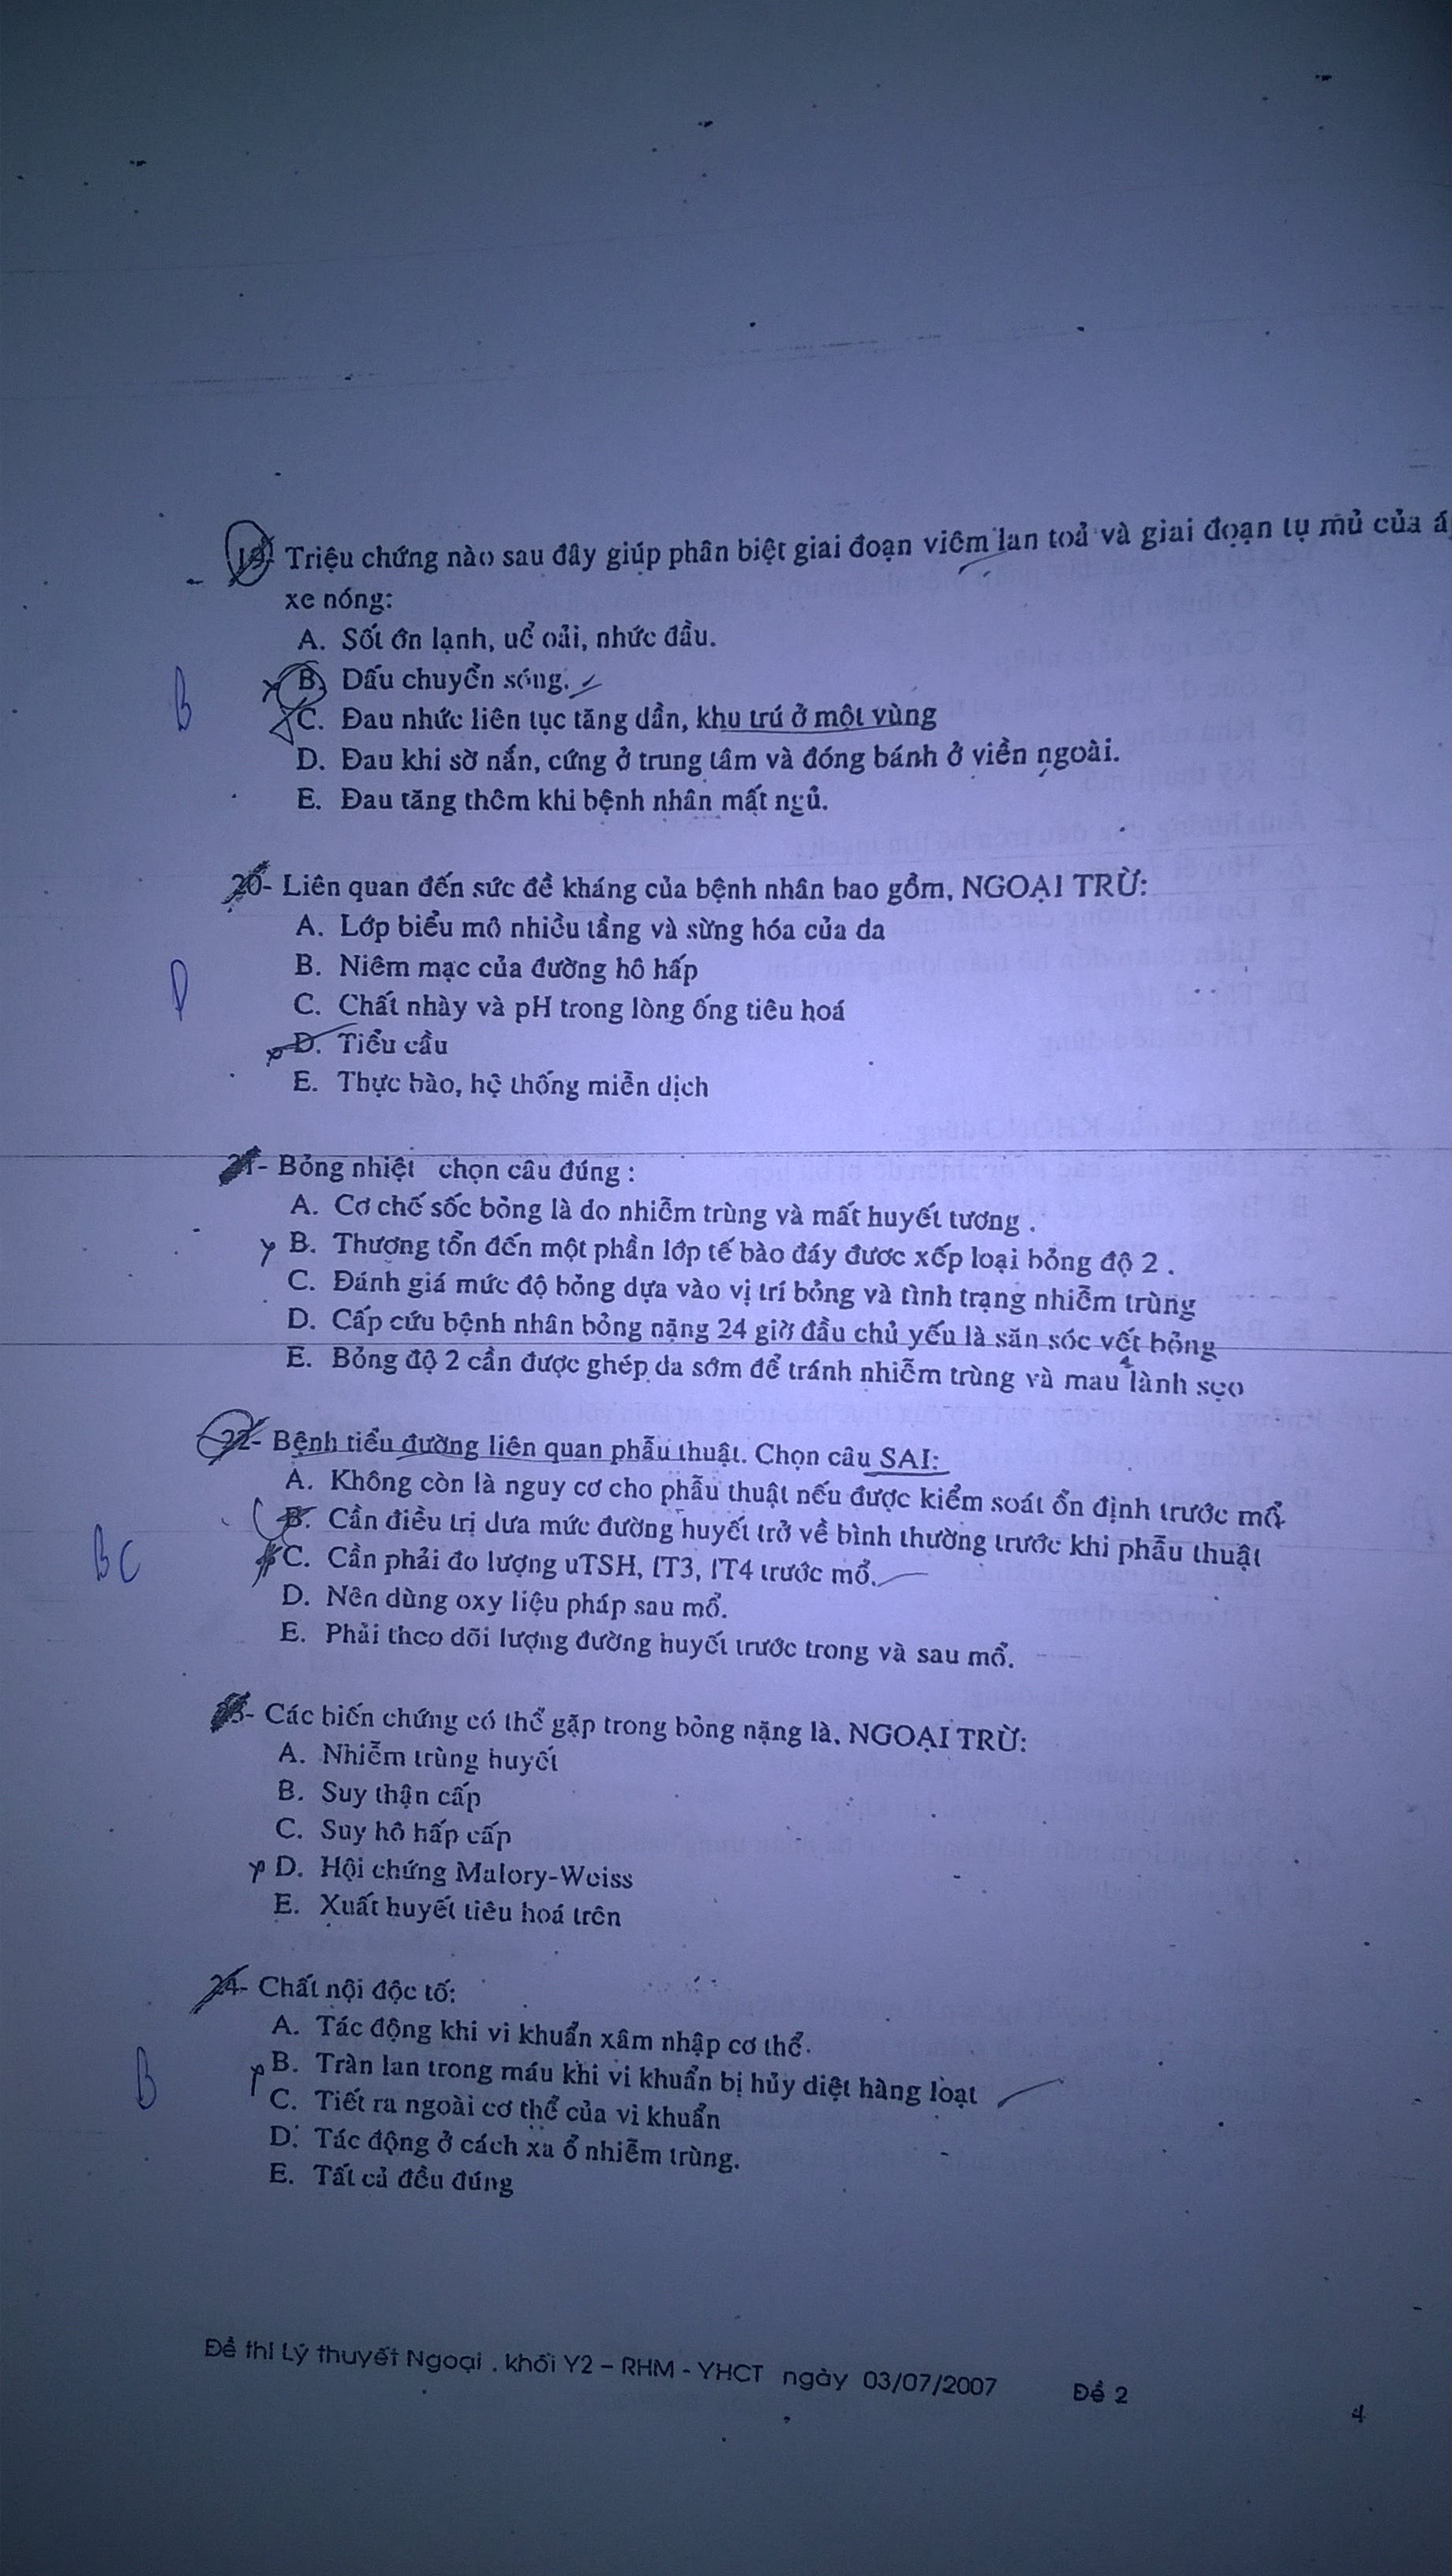 19- Triệu chứng nào sau đây giúp phân biệt giai đoạn viêm lan toả và giai đoạn tụ mủ của á
xe nóng:
A. Sốt ớn lạnh, uể oải, nhức đầu.
B B. Dấu chuyển sóng.
C. Đau nhức liên tục tăng dần, khu trú ở một vùng
D. Đau khi sờ nắn, cứng ở trung tâm và đóng bánh ở viền ngoài.
E. Đau tăng thêm khi bệnh nhân mất ngủ.
20- Liên quan đến sức đề kháng của bệnh nhân bao gồm, NGOẠI TRỪ:
A. Lớp biểu mô nhiều tầng và sừng hóa của da
B. Niêm mạc của đường hô hấp
D C. Chất nhày và pH trong lòng ống tiêu hoá
D. Tiểu cầu
E. Thực bào, hệ thống miễn dịch
21- Bỏng nhiệt chọn câu đúng :
A. Cơ chế sốc bỏng là do nhiễm trùng và mất huyết tương .
B. Thương tổn đến một phần lớp tế bào đáy được xếp loại bỏng độ 2 .
C. Đánh giá mức độ bỏng dựa vào vị trí bỏng và tình trạng nhiễm trùng
D. Cấp cứu bệnh nhân bỏng nặng 24 giờ đầu chủ yếu là săn sóc vết bỏng
E. Bỏng độ 2 cần được ghép da sớm để tránh nhiễm trùng và mau lành sẹo
22- Bệnh tiểu đường liên quan phẫu thuật. Chọn câu SAI:
A. Không còn là nguy cơ cho phẫu thuật nếu được kiểm soát ổn định trước mổ
B. Cần điều trị đưa mức đường huyết trở về bình thường trước khi phẫu thuật
BC C. Cần phải đo lượng uTSH, fT3, fT4 trước mổ.
D. Nên dùng oxy liệu pháp sau mổ.
E. Phải theo dõi lượng đường huyết trước trong và sau mổ.
23- Các biến chứng có thể gặp trong bỏng nặng là, NGOẠI TRỪ:
A. Nhiễm trùng huyết
B. Suy thận cấp
C. Suy hô hấp cấp
D. Hội chứng Malory-Weiss
E. Xuất huyết tiêu hoá trên
24- Chất nội độc tố:
A. Tác động khi vi khuẩn xâm nhập cơ thể.
B B. Tràn lan trong máu khi vi khuẩn bị hủy diệt hàng loạt
C. Tiết ra ngoài cơ thể của vi khuẩn
D. Tác động ở cách xa ổ nhiễm trùng.
E. Tất cả đều đúng
Đề thi Lý thuyết Ngoại , khối Y2 – RHM - YHCT ngày 03/07/2007 Đề 2
4